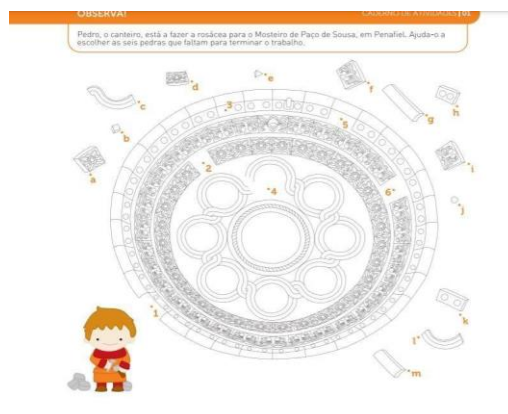 OBSERVA!
CADERNO DE ATIVIDADES | 01
Pedro, o canteiro, está a fazer a rosácea para o Mosteiro de Paço de Sousa, em Penafiel. Ajuda-o a
escolher as seis pedras que faltam para terminar o trabalho.
d
e
f
c
3
g
h
b
5
a
2
i
4
6
j
1
k
l
m